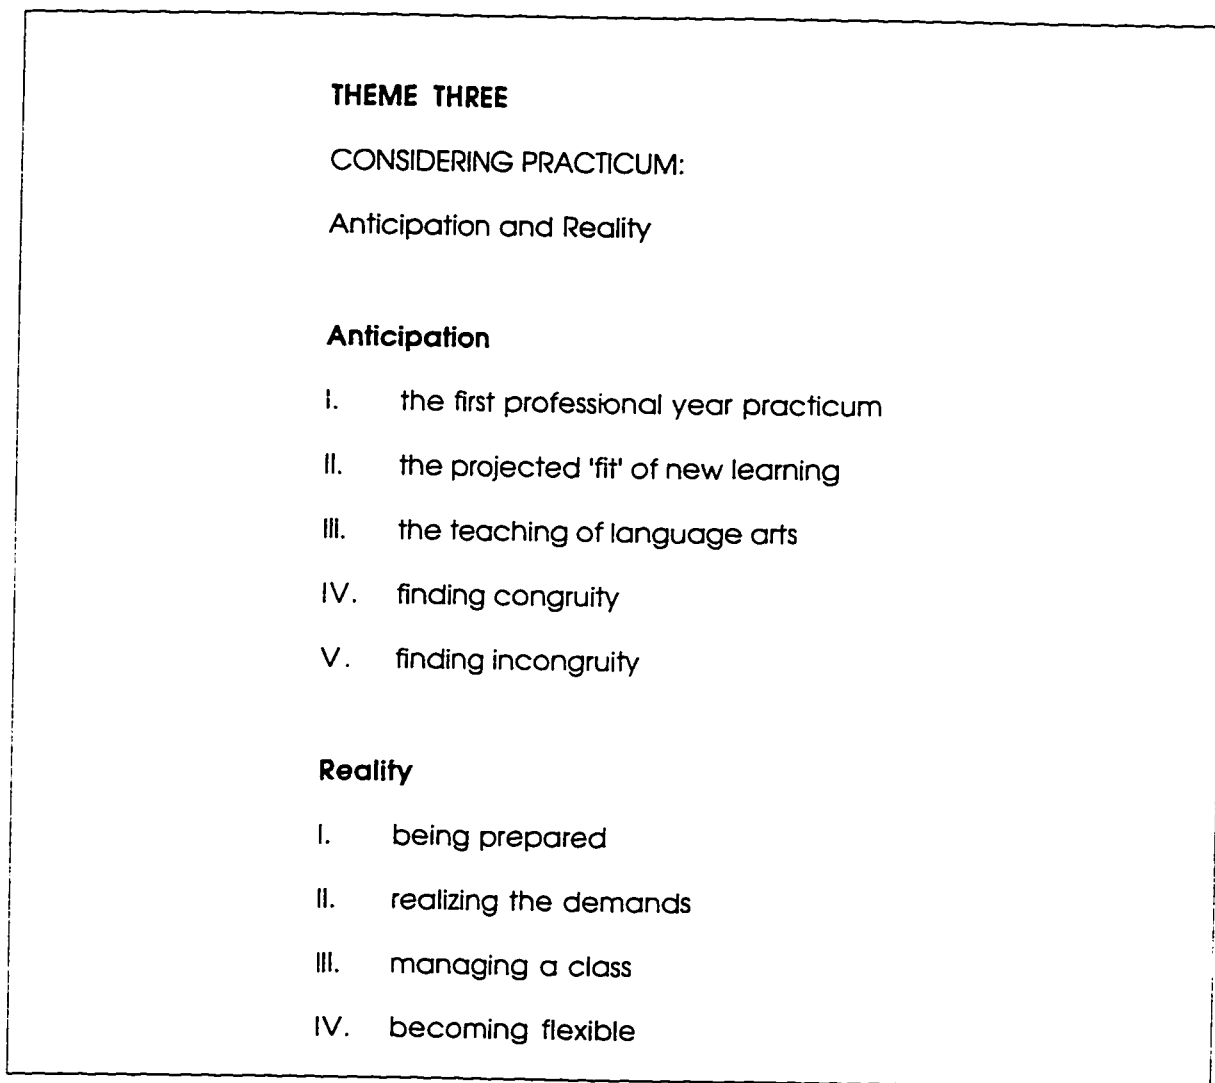 THEME THREE
CONSIDERING PRACTICUM:
Anticipation and Reality
Anticipation
I. the first professional year practicum
II. the projected 'fit' of new learning
III. the teaching of language arts
IV. finding congruity
V. finding incongruity
Reality
I. being prepared
II. realizing the demands
III. managing a class
IV. becoming flexible